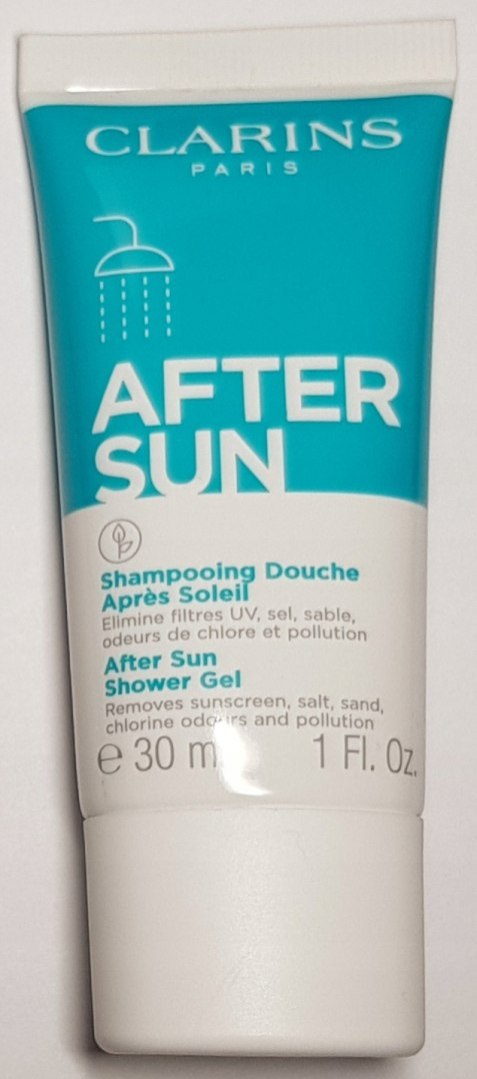 CLARINS
PARIS
AFTER
SUN
Shampooing Douche
Après Soleil
Elimine filtres UV, sel, sable,
odeurs de chlore et pollution
After Sun
Shower Gel
Removes sunscreen, salt, sand,
chlorine odours and pollution
e 30 ml 1 Fl. Oz.